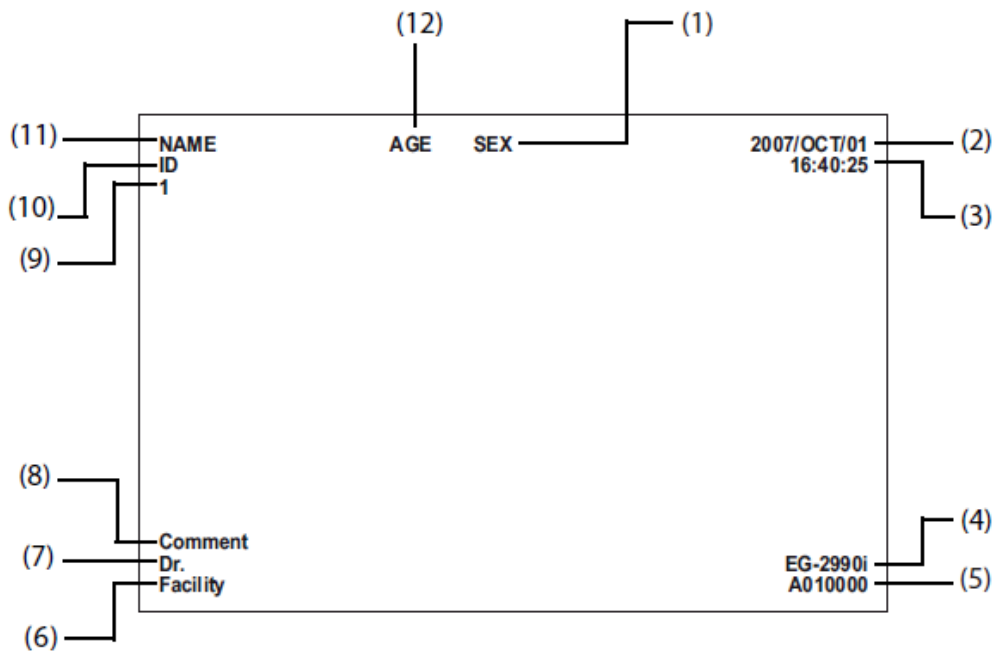 (12) (1)
(11) NAME AGE SEX 2007/OCT/01 (2)
ID 16:40:25
(10) 1 (3)
(9)
(8)
Comment (4)
(7) Dr. EG-2990i
Facility A010000 (5)
(6)